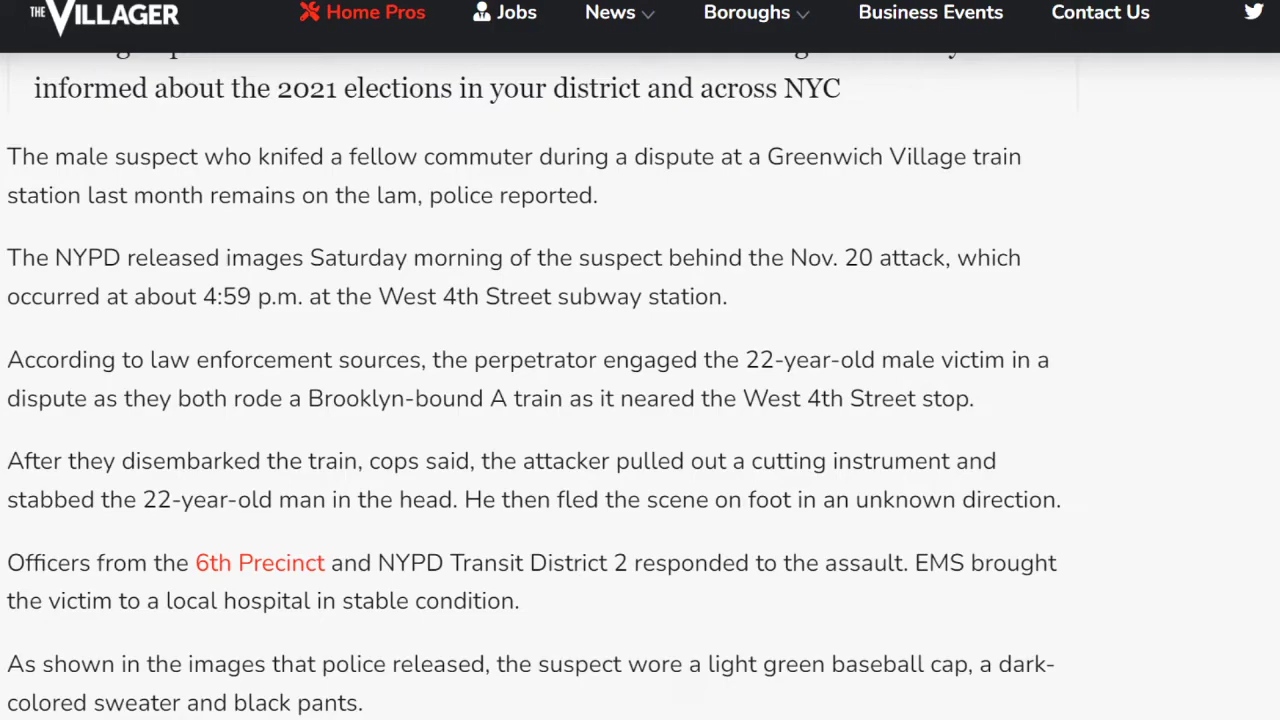 THE VILLAGER
Home Pros
Jobs
News
Boroughs
Business Events
Contact Us
informed about the 2021 elections in your district and across NYC
The male suspect who knifed a fellow commuter during a dispute at a Greenwich Village train
station last month remains on the lam, police reported.
The NYPD released images Saturday morning of the suspect behind the Nov. 20 attack, which
occurred at about 4:59 p.m. at the West 4th Street subway station.
According to law enforcement sources, the perpetrator engaged the 22-year-old male victim in a
dispute as they both rode a Brooklyn-bound A train as it neared the West 4th Street stop.
After they disembarked the train, cops said, the attacker pulled out a cutting instrument and
stabbed the 22-year-old man in the head. He then fled the scene on foot in an unknown direction.
Officers from the 6th Precinct and NYPD Transit District 2 responded to the assault. EMS brought
the victim to a local hospital in stable condition.
As shown in the images that police released, the suspect wore a light green baseball cap, a dark-
colored sweater and black pants.